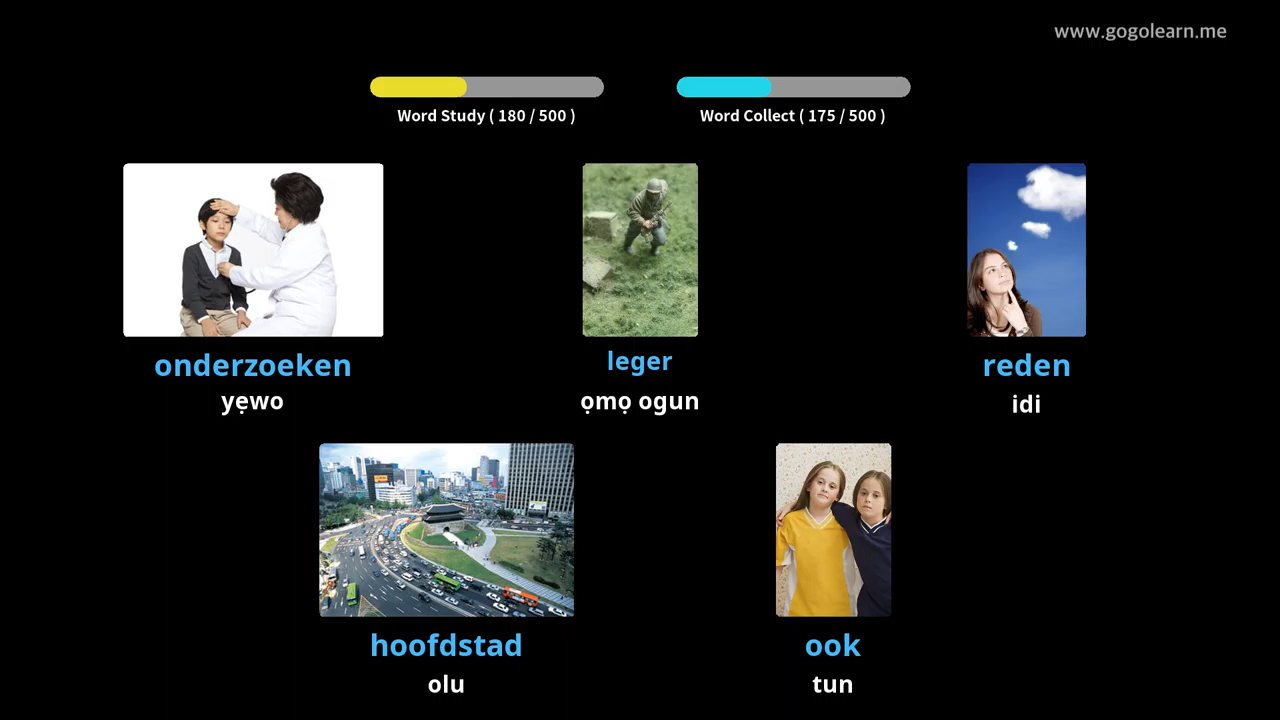 www.gogolearn.me
Word Study ( 180 / 500 )
Word Collect ( 175 / 500 )
onderzoeken
yẹwo
leger
ọmọ ogun
reden
idi
hoofdstad
olu
ook
tun